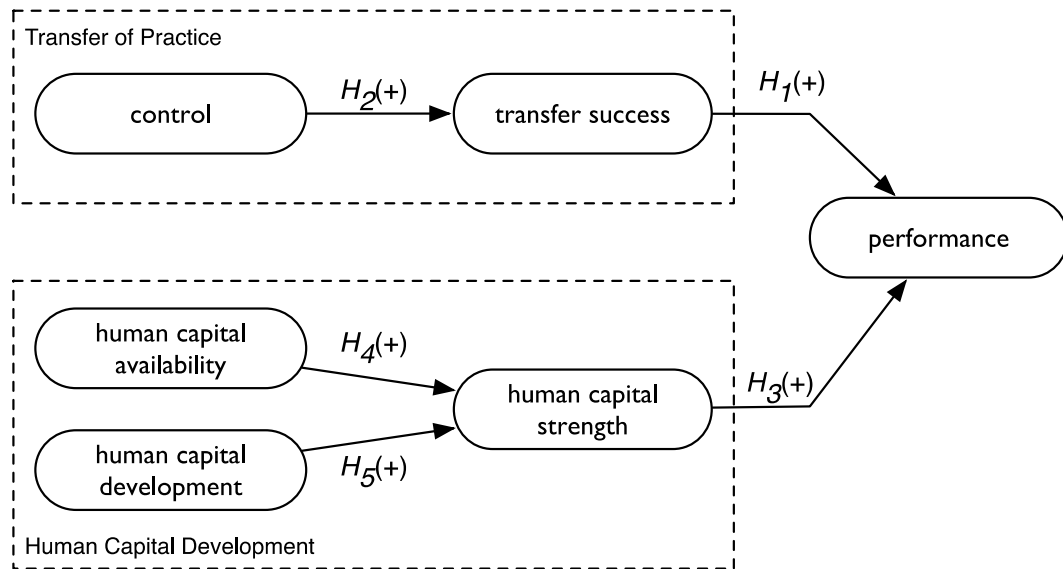 Transfer of Practice
control
H2(+)
transfer success
H1(+)
performance
human capital
availability
H4(+)
human capital
strength
H3(+)
human capital
development
H5(+)
Human Capital Development